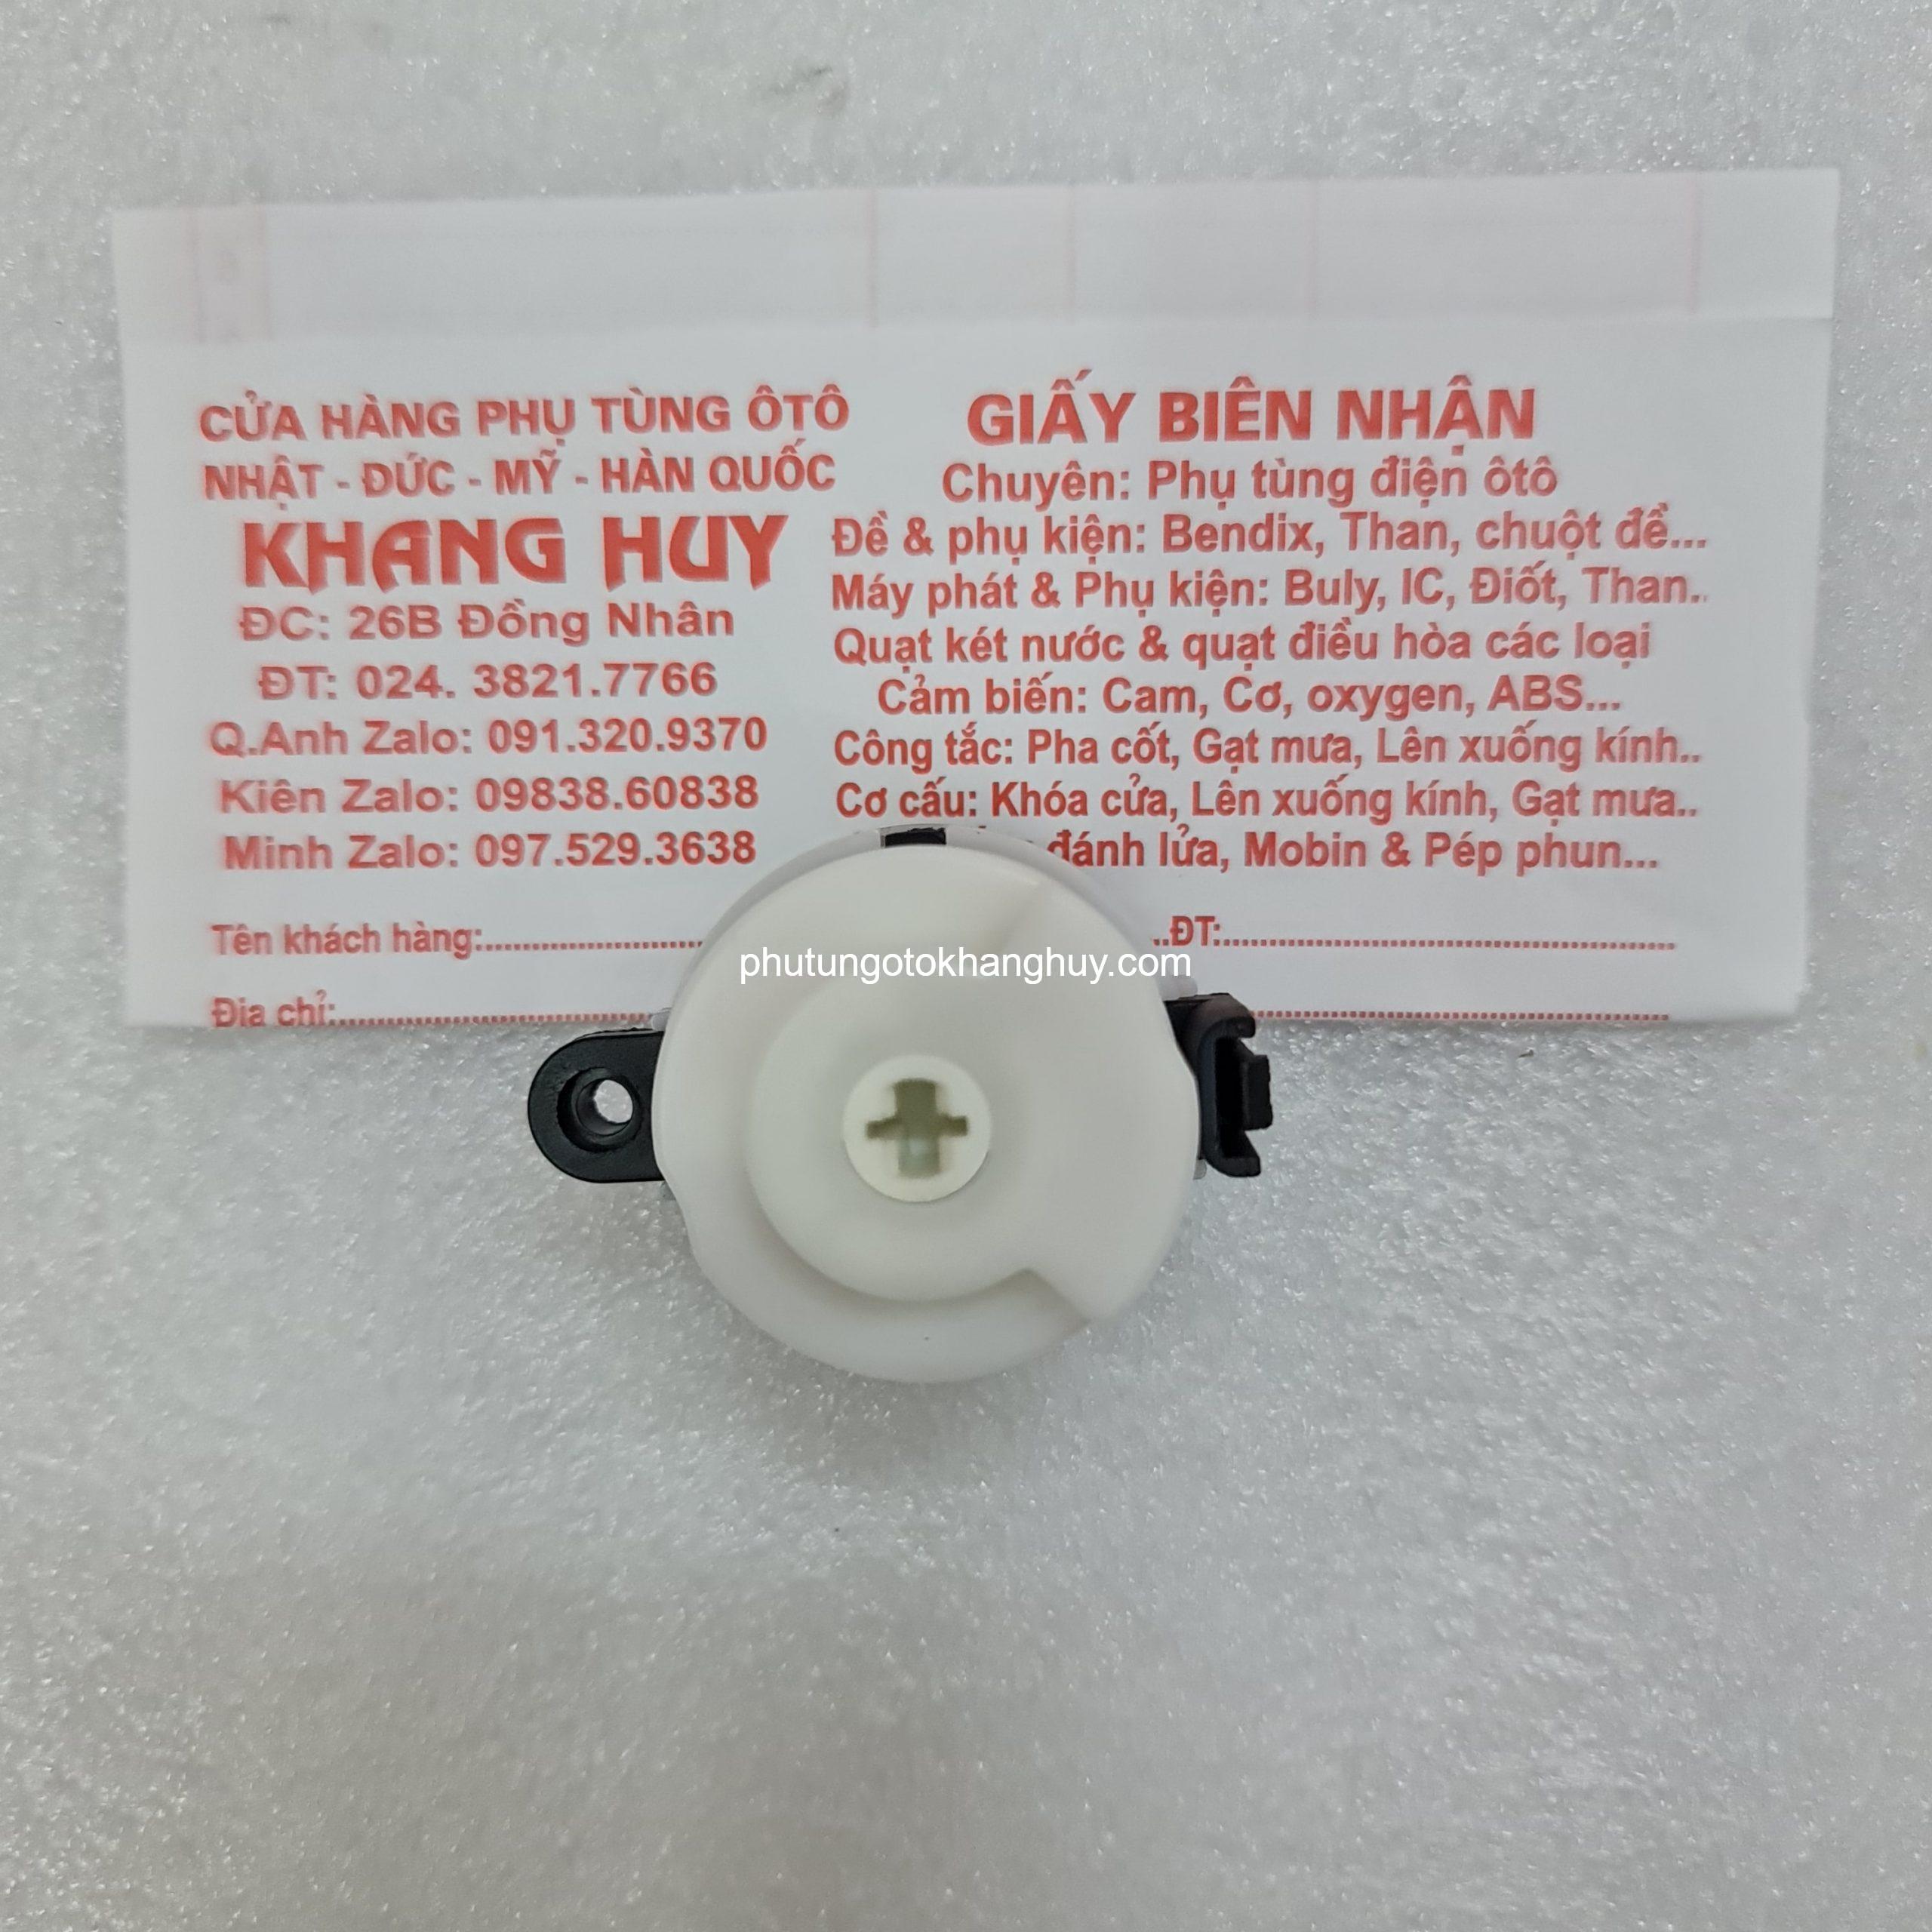 CỬA HÀNG PHỤ TÙNG ÔTÔ
NHẬT - ĐỨC - MỸ - HÀN QUỐC
KHANG HUY
ĐC: 26B Đồng Nhân
ĐT: 024. 3821.7766
Q.Anh Zalo: 091.320.9370
Kiên Zalo: 09838.60838
Minh Zalo: 097.529.3638
GIẤY BIÊN NHẬN
Chuyên: Phụ tùng điện ôtô
Đề & phụ kiện: Bendix, Than, chuột đề...
Máy phát & Phụ kiện: Buly, IC, Điốt, Than..
Quạt két nước & quạt điều hòa các loại
Cảm biến: Cam, Cơ, oxygen, ABS...
Công tắc: Pha cốt, Gạt mưa, Lên xuống kính..
Cơ cấu: Khóa cửa, Lên xuống kính, Gạt mưa..
đánh lửa, Mobin & Pép phun...
Tên khách hàng:........ ..ĐT:........
Địa chỉ:........
phutungotokhanghuy.com